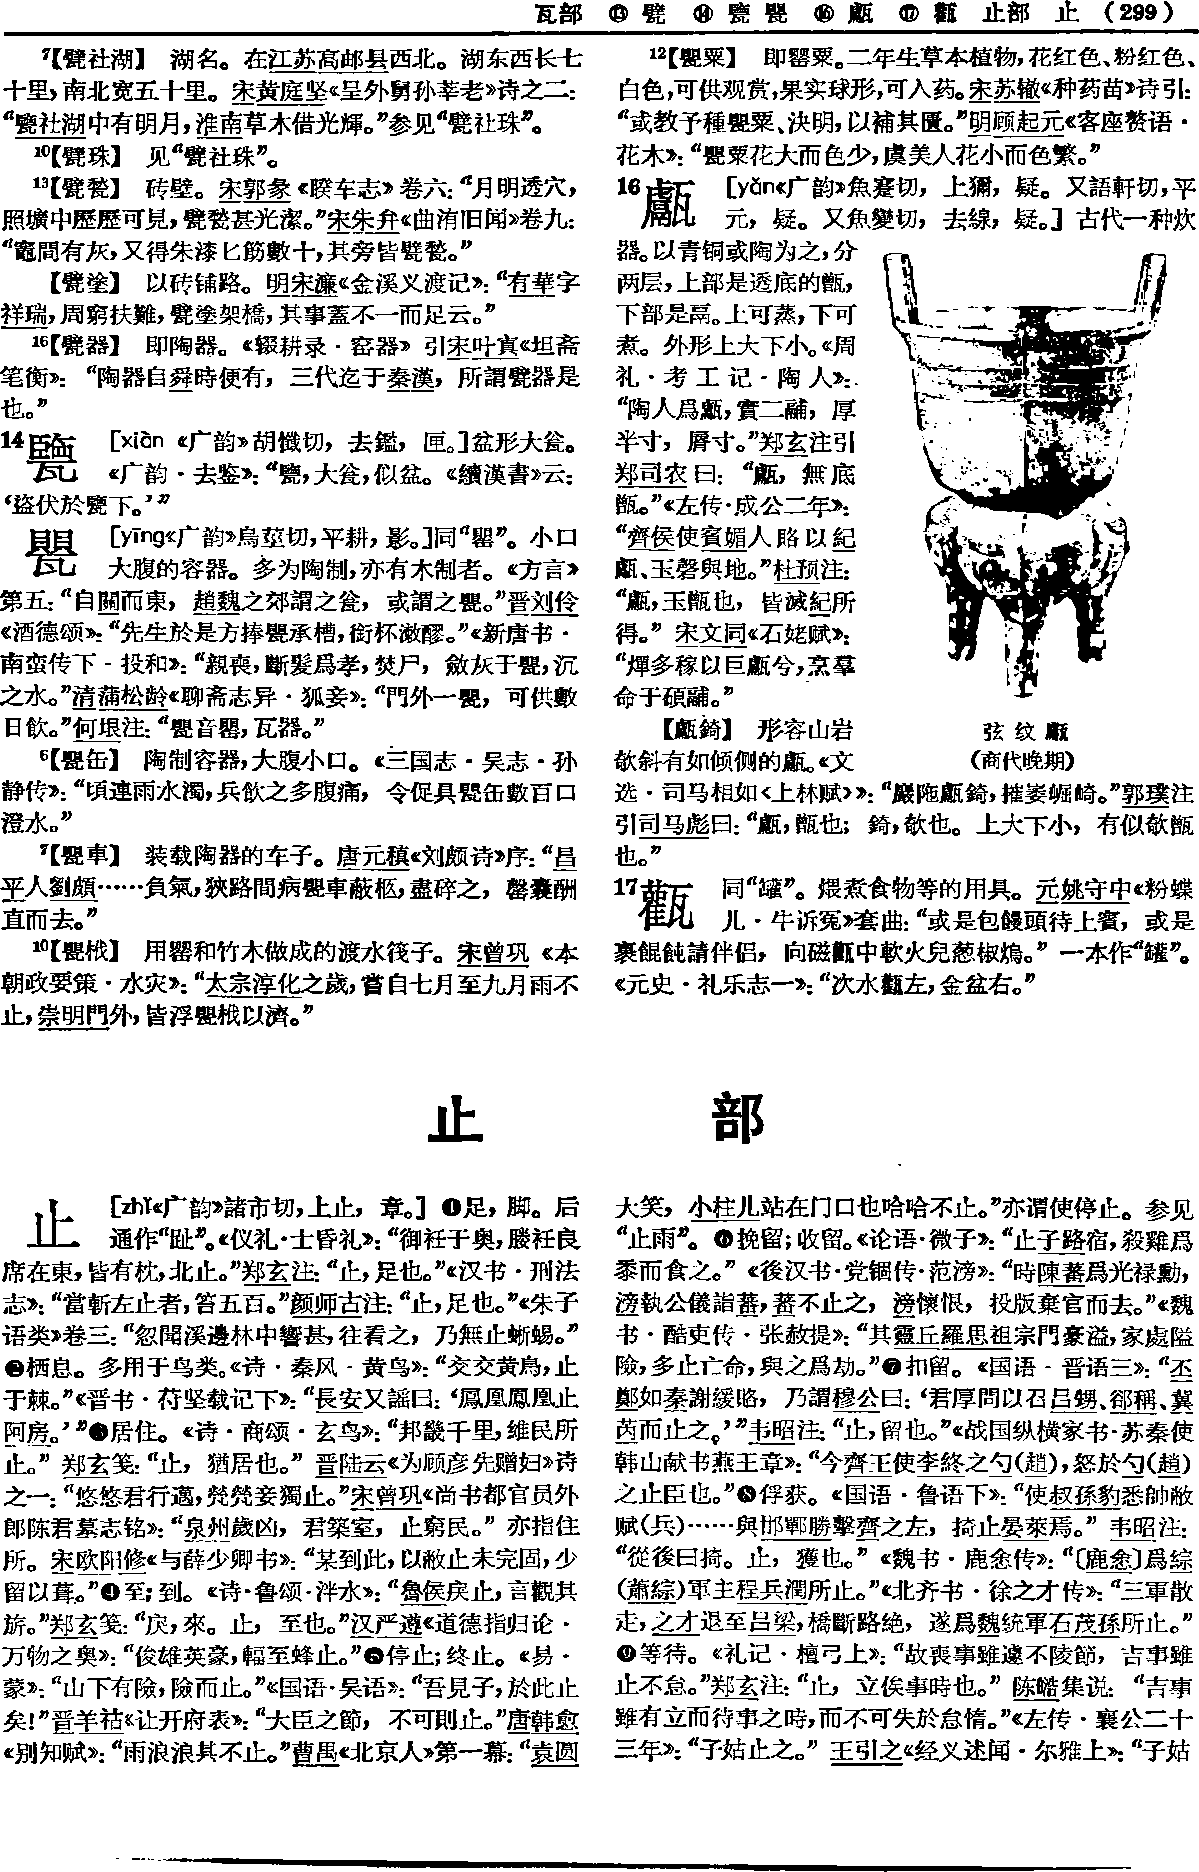 瓦部 ⑬甓 ⑭甕甖 ⑯甗 ⑰瓘 止部 止 (299)
⁷【甓社湖】 湖名。在江苏高邮县西北。湖东西长七
十里,南北宽五十里。宋黄庭坚《呈外舅孙莘老》诗之二:
“甓社湖中有明月,淮南草木借光輝。”参见“甓社珠”。
¹⁰【甓珠】 见“甓社珠”。
¹³【甓甃】 砖壁。宋郭彖《睽车志》卷六:“月明透穴,
照壙中歷歷可見,甓甃甚光潔。”宋朱弁《曲洧旧闻》卷九:
“竈間有灰,又得朱漆匕筯數十,其旁皆甓甃。”
【甓塗】 以砖铺路。明宋濂《金溪义渡记》:“有華字
祥瑞,周窮扶難,甓塗架橋,其事蓋不一而足云。”
¹⁶【甓器】 即陶器。《辍耕录·窑器》引宋叶寘《坦斋
笔衡》:“陶器自舜時便有,三代迄于秦漢,所謂甓器是
也。”
14 [xiàn 《广韵》胡懺切,去鑑,匣。]盆形大瓮。
《广韵·去鉴》:“甕,大瓮,似盆。《續漢書》云:
‘盜伏於甕下。’”
甖 [yīng《广韵》烏莖切,平耕,影。]同“罌”。小口
大腹的容器。多为陶制,亦有木制者。《方言》
第五:“自關而東,趙魏之郊謂之瓮,或謂之甖。”晋刘伶
《酒德颂》:“先生於是方捧甖承槽,銜杯漱醪。”《新唐书·
南蛮传下·投和》:“親喪,斷髮爲孝,焚尸,斂灰于甖,沉
之水。”清蒲松龄《聊斋志异·狐妾》:“門外一甖,可供數
日飲。”何垠注:“甖音罌,瓦器。”
⁶【甖缶】 陶制容器,大腹小口。《三国志·吴志·孙
静传》:“頃連雨水濁,兵飲之多腹痛,令促具甖缶數百口
澄水。”
⁷【甖車】 装载陶器的车子。唐元稹《刘颇诗》序:“昌
平人劉頗……負氣,狹路間病甖車蔽柩,盡碎之,罄囊酬
直而去。”
¹⁰【甖栰】 用罂和竹木做成的渡水筏子。宋曾巩《本
朝政要策·水灾》:“太宗淳化之歲,嘗自七月至九月雨不
止,崇明門外,皆浮甖栰以濟。”
¹²【甖粟】 即罂粟。二年生草本植物,花红色、粉红色、
白色,可供观赏,果实球形,可入药。宋苏辙《种药苗》诗引:
“或教予種甖粟、決明,以補其匱。”明顾起元《客座赘语·
花木》:“甖粟花大而色少,虞美人花小而色繁。”
16 甗 [yǎn《广韵》魚蹇切,上獮,疑。又語軒切,平
元,疑。又魚變切,去線,疑。]古代一种炊
器。以青铜或陶为之,分
两层,上部是透底的甑,
下部是鬲。上可蒸,下可
煮。外形上大下小。《周
礼·考工记·陶人》:
“陶人爲甗,實二鬴,厚
半寸,脣寸。”郑玄注引
郑司农曰:“甗,無底
甑。”《左传·成公二年》:
“齊侯使賓媚人賂以紀
甗、玉磬與地。”杜预注:
“甗,玉甑也,皆滅紀所
得。”宋文同《石姥赋》:
“燀多稼以巨甗兮,烹羣
命于碩鬴。”
弦纹甗
(商代晚期)
【甗錡】 形容山岩
欹斜有如倾侧的甗。《文
选·司马相如〈上林赋〉》:“巖陁甗錡,摧崣崛崎。”郭璞注
引司马彪曰:“甗,甑也;錡,欹也。上大下小,有似欹甑
也。”
17 同“罐”。煨煮食物等的用具。元姚守中《粉蝶
儿·牛诉冤》套曲:“或是包饅頭待上賓,或是
裹餛飩請伴侶,向磁瓘中軟火兒葱椒燒。”一本作“罐”。
《元史·礼乐志一》:“次水瓘左,金盆右。”
止 部
止 [zhǐ《广韵》諸市切,上止,章。] ❶足,脚。后
通作“趾”。《仪礼·士昏礼》:“御衽于奥,媵衽良
席在東,皆有枕,北止。”郑玄注:“止,足也。”《汉书·刑法
志》:“當斬左止者,笞五百。”颜师古注:“止,足也。”《朱子
语类》卷三:“忽聞溪邊林中響甚,往看之,乃無止蜥蜴。”
❷栖息。多用于鸟类。《诗·秦风·黄鸟》:“交交黄鳥,止
于棘。”《晋书·苻坚载记下》:“長安又謡曰:‘鳳凰鳳凰止
阿房。’”❸居住。《诗·商颂·玄鸟》:“邦畿千里,維民所
止。”郑玄笺:“止,猶居也。”晋陆云《为顾彦先赠妇》诗
之一:“悠悠君行邁,煢煢妾獨止。”宋曾巩《尚书都官员外
郎陈君墓志铭》:“泉州歲凶,君築室,止窮民。”亦指住
所。宋欧阳修《与薛少卿书》:“某到此,以敝止未完固,少
留以葺。”❹至;到。《诗·鲁颂·泮水》:“魯侯戾止,言觀其
旂。”郑玄笺:“戾,來。止,至也。”汉严遵《道德指归论·
万物之奥》:“俊雄英豪,輻至蜂止。”❺停止;终止。《易·
蒙》:“山下有險,險而止。”《国语·吴语》:“吾見子,於此止
矣!”晋羊祜《让开府表》:“大臣之節,不可則止。”唐韩愈
《别知赋》:“雨浪浪其不止。”曹禺《北京人》第一幕:“袁圆
大笑,小柱儿站在门口也哈哈不止。”亦谓使停止。参见
“止雨”。❻挽留;收留。《论语·微子》:“止子路宿,殺雞爲
黍而食之。”《後汉书·党锢传·范滂》:“時陳蕃爲光禄勳,
滂執公儀詣蕃,蕃不止之,滂懷恨,投版棄官而去。”《魏
书·酷吏传·张赦提》:“其靈丘羅思祖宗門豪溢,家處隘
險,多止亡命,與之爲劫。”❼扣留。《国语·晋语三》:“丕
鄭如秦謝緩賂,乃謂穆公曰:‘君厚問以召吕甥、郤稱、冀
芮而止之。’”韦昭注:“止,留也。”《战国纵横家书·苏秦使
韩山献书燕王章》:“今齊王使李終之勺(趙),怒於勺(趙)
之止臣也。”❽俘获。《国语·鲁语下》:“使叔孫豹悉帥敝
赋(兵)……與邯鄲勝擊齊之左,掎止晏萊焉。”韦昭注:
“從後曰掎。止,獲也。”《魏书·鹿悆传》:“〔鹿悆〕爲綜
(蕭綜)軍主程兵潤所止。”《北齐书·徐之才传》:“三軍散
走,之才退至吕梁,橋斷路絶,遂爲魏統軍石茂孫所止。”
❾等待。《礼记·檀弓上》:“故喪事雖遽不陵節,吉事雖
止不怠。”郑玄注:“止,立俟事時也。”陈皓集说:“吉事
雖有立而待事之時,而不可失於怠惰。”《左传·襄公二十
三年》:“子姑止之。”王引之《经义述闻·尔雅上》:“子姑